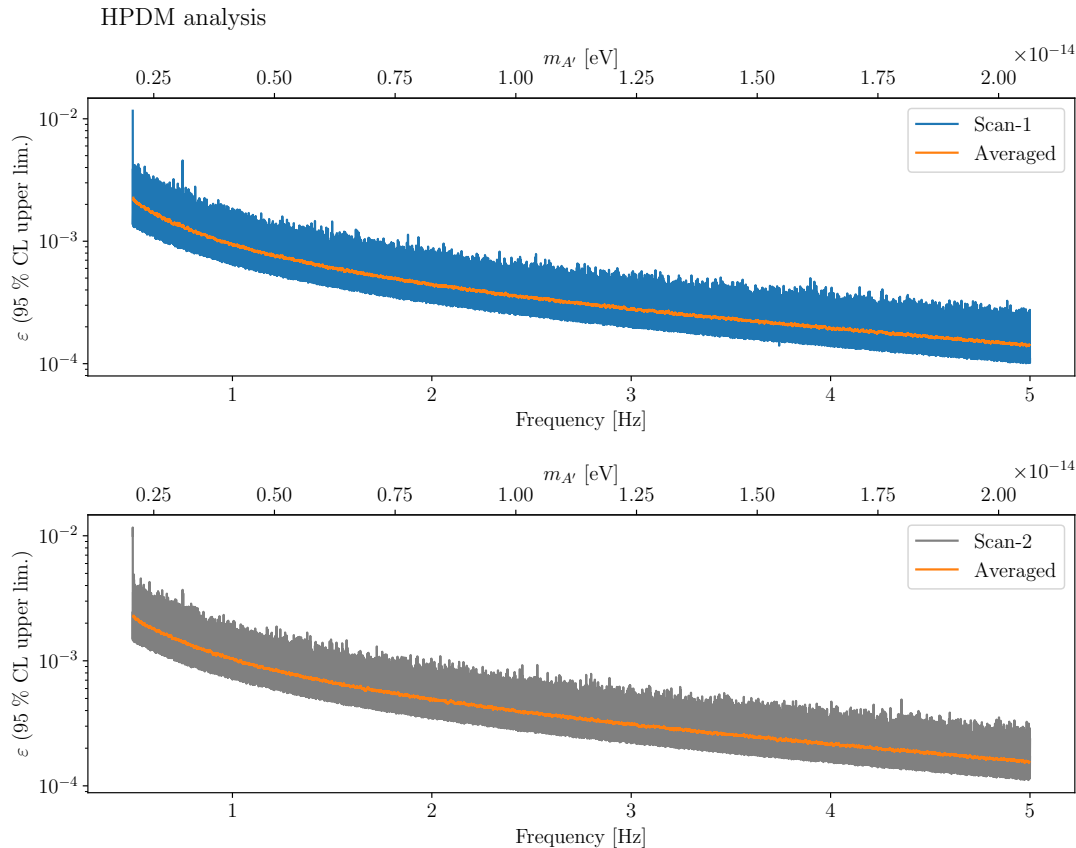 HPDM analysis
m_{A′} [eV]
×10⁻¹⁴
0.25 0.50 0.75 1.00 1.25 1.50 1.75 2.00
ε (95 % CL upper lim.)
10⁻²
10⁻³
10⁻⁴
Scan-1
Averaged
1 2 3 4 5
Frequency [Hz]
m_{A′} [eV]
×10⁻¹⁴
0.25 0.50 0.75 1.00 1.25 1.50 1.75 2.00
ε (95 % CL upper lim.)
10⁻²
10⁻³
10⁻⁴
Scan-2
Averaged
1 2 3 4 5
Frequency [Hz]